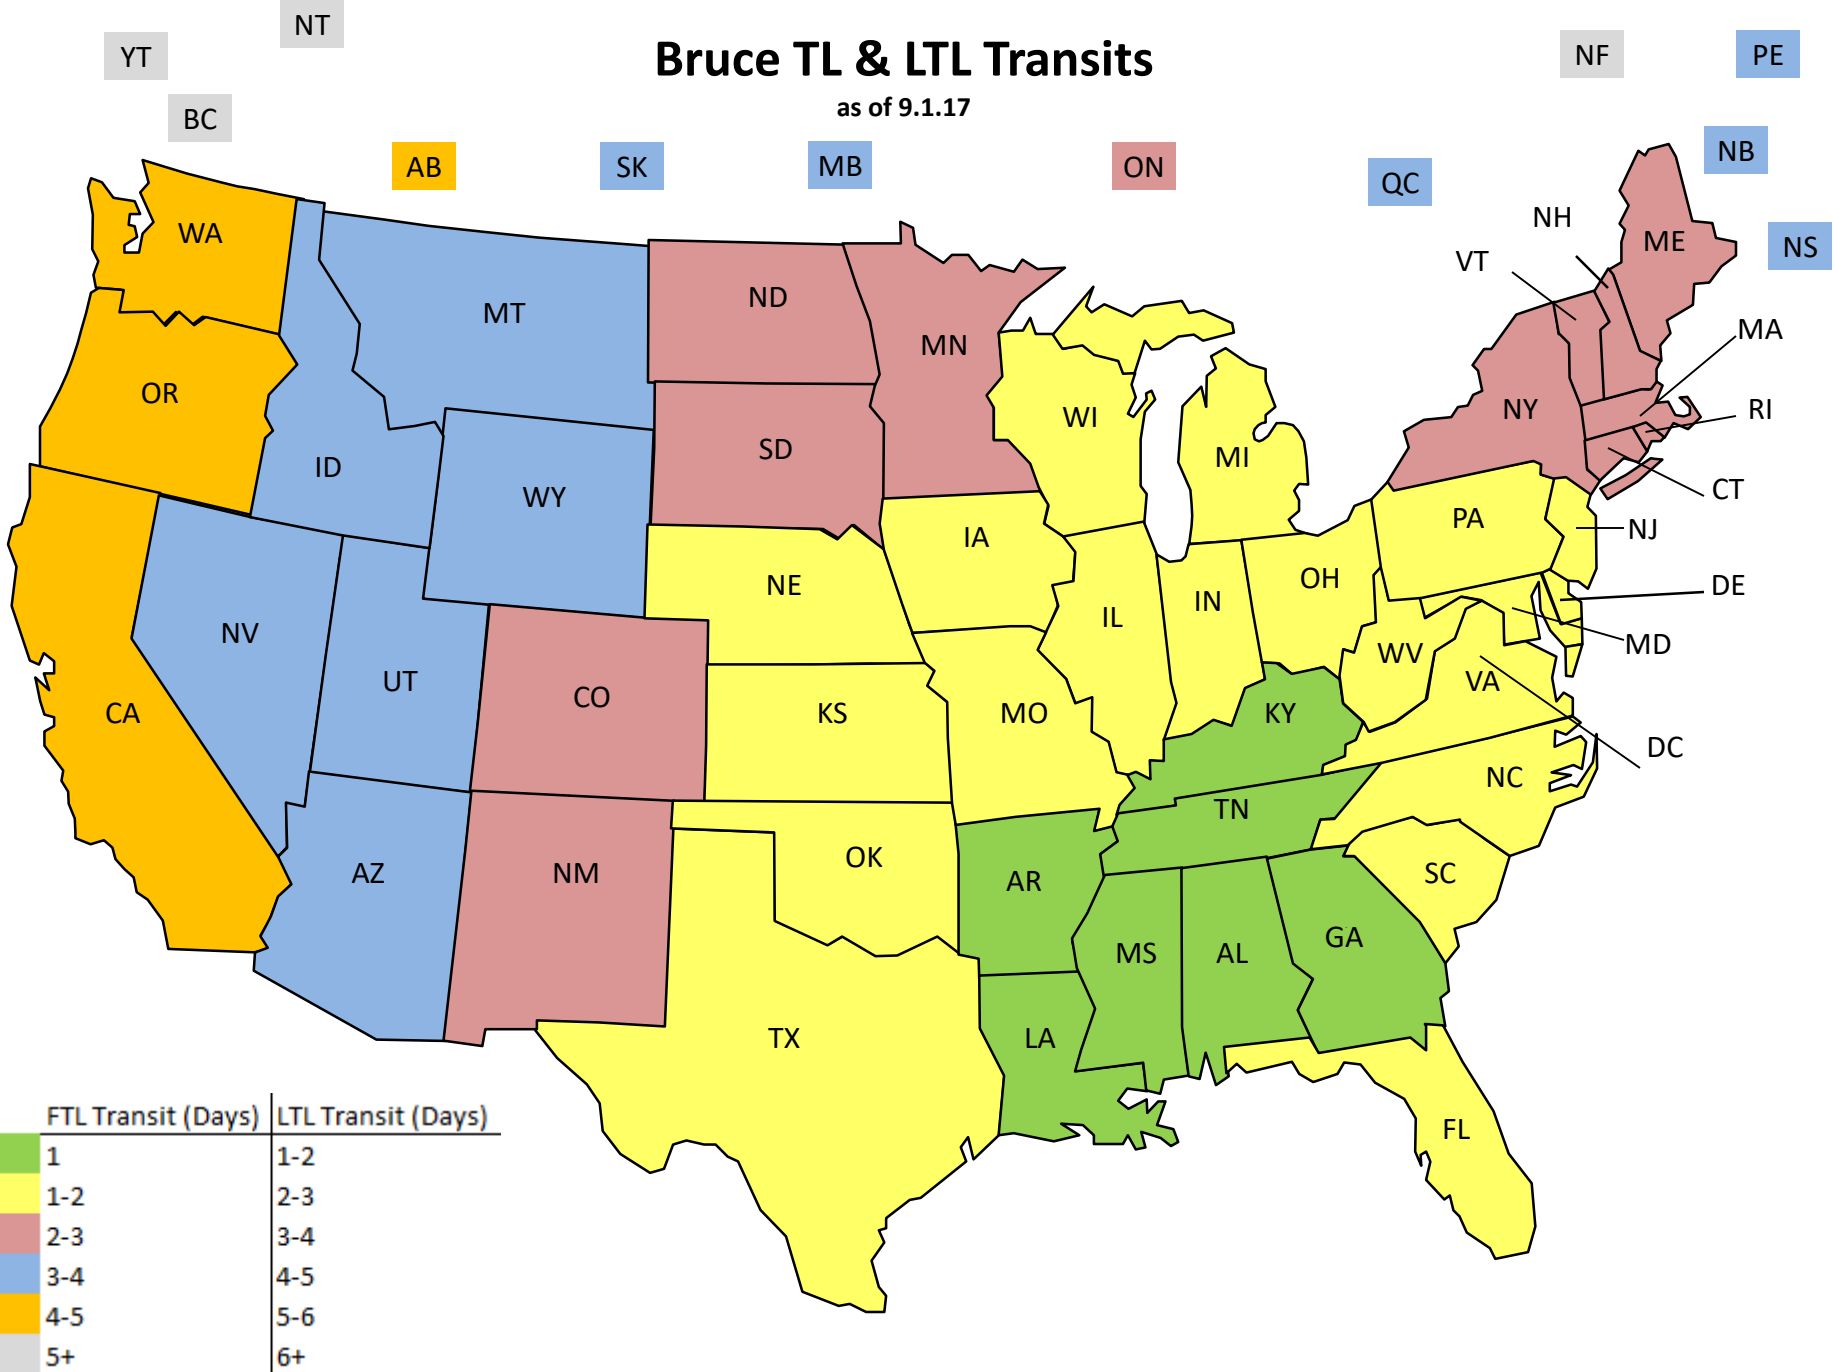 NT
YT
Bruce TL & LTL Transits
NF
PE
as of 9.1.17
BC
AB
SK
MB
ON
QC
NB
NH
NS
WA
VT
ME
MT
ND
MN
MA
OR
WI
NY
RI
ID
SD
MI
WY
CT
IA
PA
NJ
NE
OH
DE
NV
IL
IN
MD
UT
CO
WV
VA
CA
KS
MO
KY
DC
TN
NC
AZ
NM
OK
AR
SC
MS
AL
GA
TX
LA
FL
FTL Transit (Days) LTL Transit (Days)
1 1-2
1-2 2-3
2-3 3-4
3-4 4-5
4-5 5-6
5+ 6+